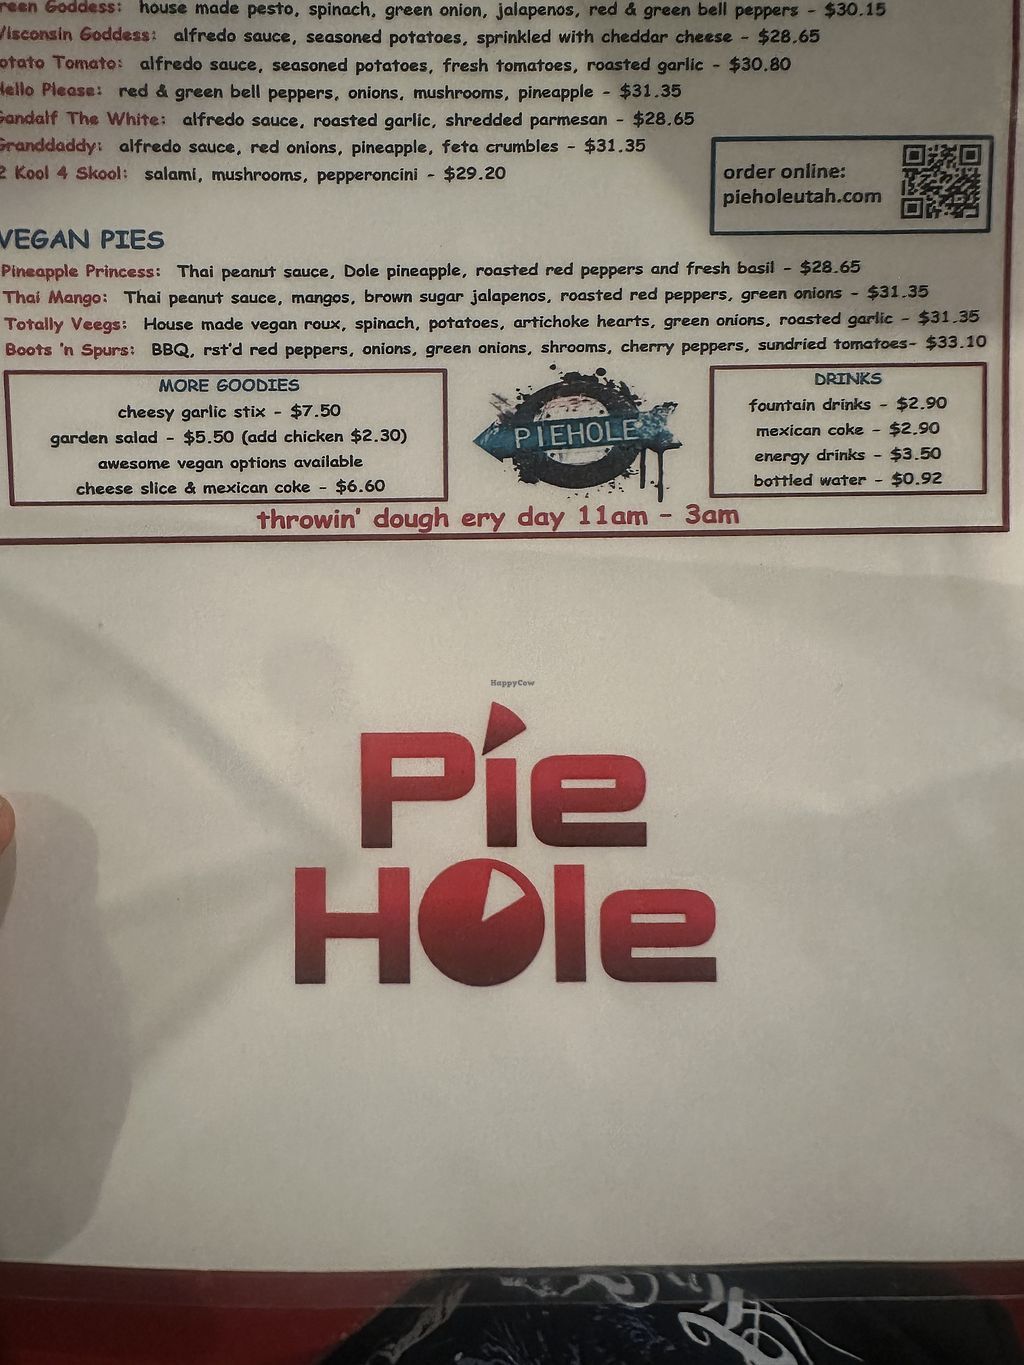 reen Goddess: house made pesto, spinach, green onion, jalapenos, red & green bell peppers - $30.15
Wisconsin Goddess: alfredo sauce, seasoned potatoes, sprinkled with cheddar cheese - $28.65
otato Tomato: alfredo sauce, seasoned potatoes, fresh tomatoes, roasted garlic - $30.80
Hello Please: red & green bell peppers, onions, mushrooms, pineapple - $31.35
Gandalf The White: alfredo sauce, roasted garlic, shredded parmesan - $28.65
Granddaddy: alfredo sauce, red onions, pineapple, feta crumbles - $31.35
2 Kool 4 Skool: salami, mushrooms, pepperoncini - $29.20
order online:
pieholeutah.com
VEGAN PIES
Pineapple Princess: Thai peanut sauce, Dole pineapple, roasted red peppers and fresh basil - $28.65
Thai Mango: Thai peanut sauce, mangos, brown sugar jalapenos, roasted red peppers, green onions - $31.35
Totally Veegs: House made vegan roux, spinach, potatoes, artichoke hearts, green onions, roasted garlic - $31.35
Boots 'n Spurs: BBQ, rst'd red peppers, onions, green onions, shrooms, cherry peppers, sundried tomatoes- $33.10
MORE GOODIES
cheesy garlic stix - $7.50
garden salad - $5.50 (add chicken $2.30)
awesome vegan options available
cheese slice & mexican coke - $6.60
PIEHOLE
DRINKS
fountain drinks - $2.90
mexican coke - $2.90
energy drinks - $3.50
bottled water - $0.92
throwin' dough ery day 11am - 3am
HappyCow
Pie
Hole